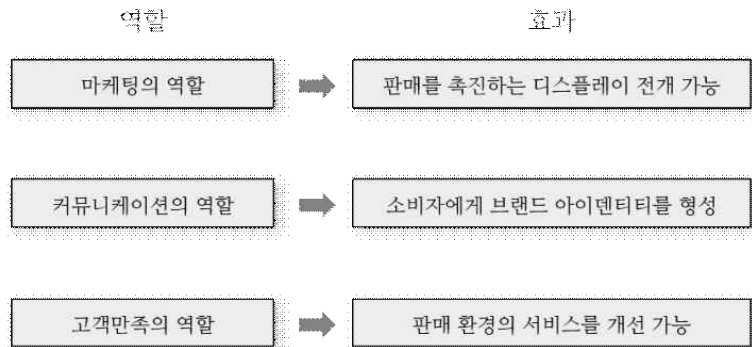 역할 효과
마케팅의 역할 판매를 촉진하는 디스플레이 전개 가능
커뮤니케이션의 역할 소비자에게 브랜드 아이덴티티를 형성
고객만족의 역할 판매 환경의 서비스를 개선 가능